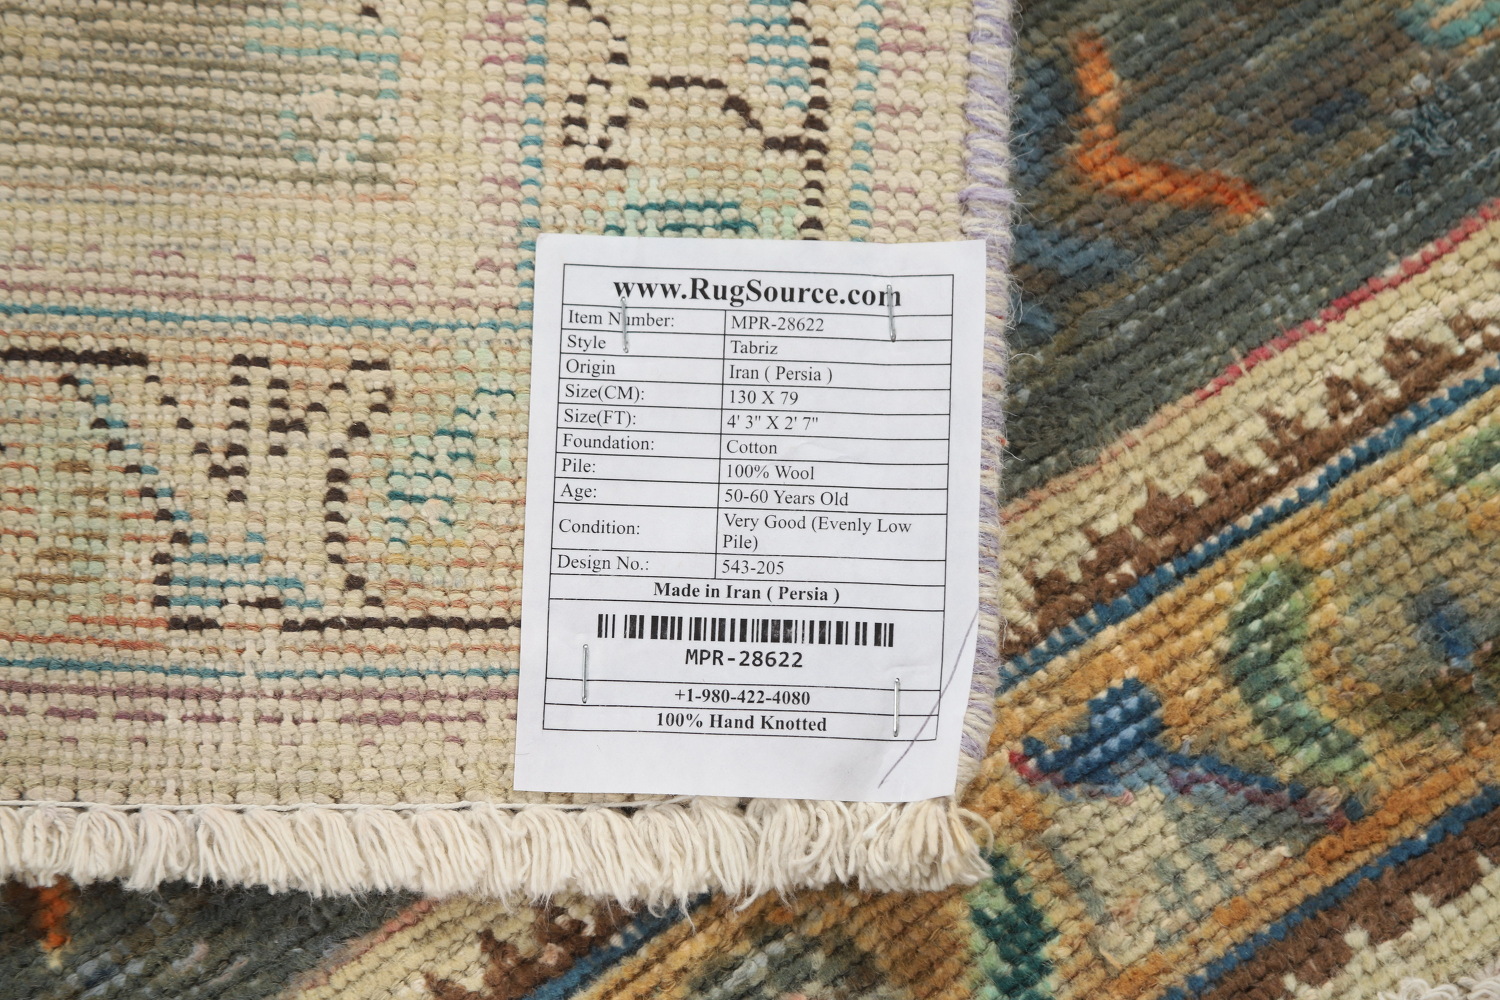 www.RugSource.com
Item Number: MPR-28622
Style Tabriz
Origin Iran ( Persia )
Size(CM): 130 X 79
Size(FT): 4' 3" X 2' 7"
Foundation: Cotton
Pile: 100% Wool
Age: 50-60 Years Old
Condition: Very Good (Evenly Low
Pile)
Design No.: 543-205
Made in Iran ( Persia )
MPR-28622
+1-980-422-4080
100% Hand Knotted